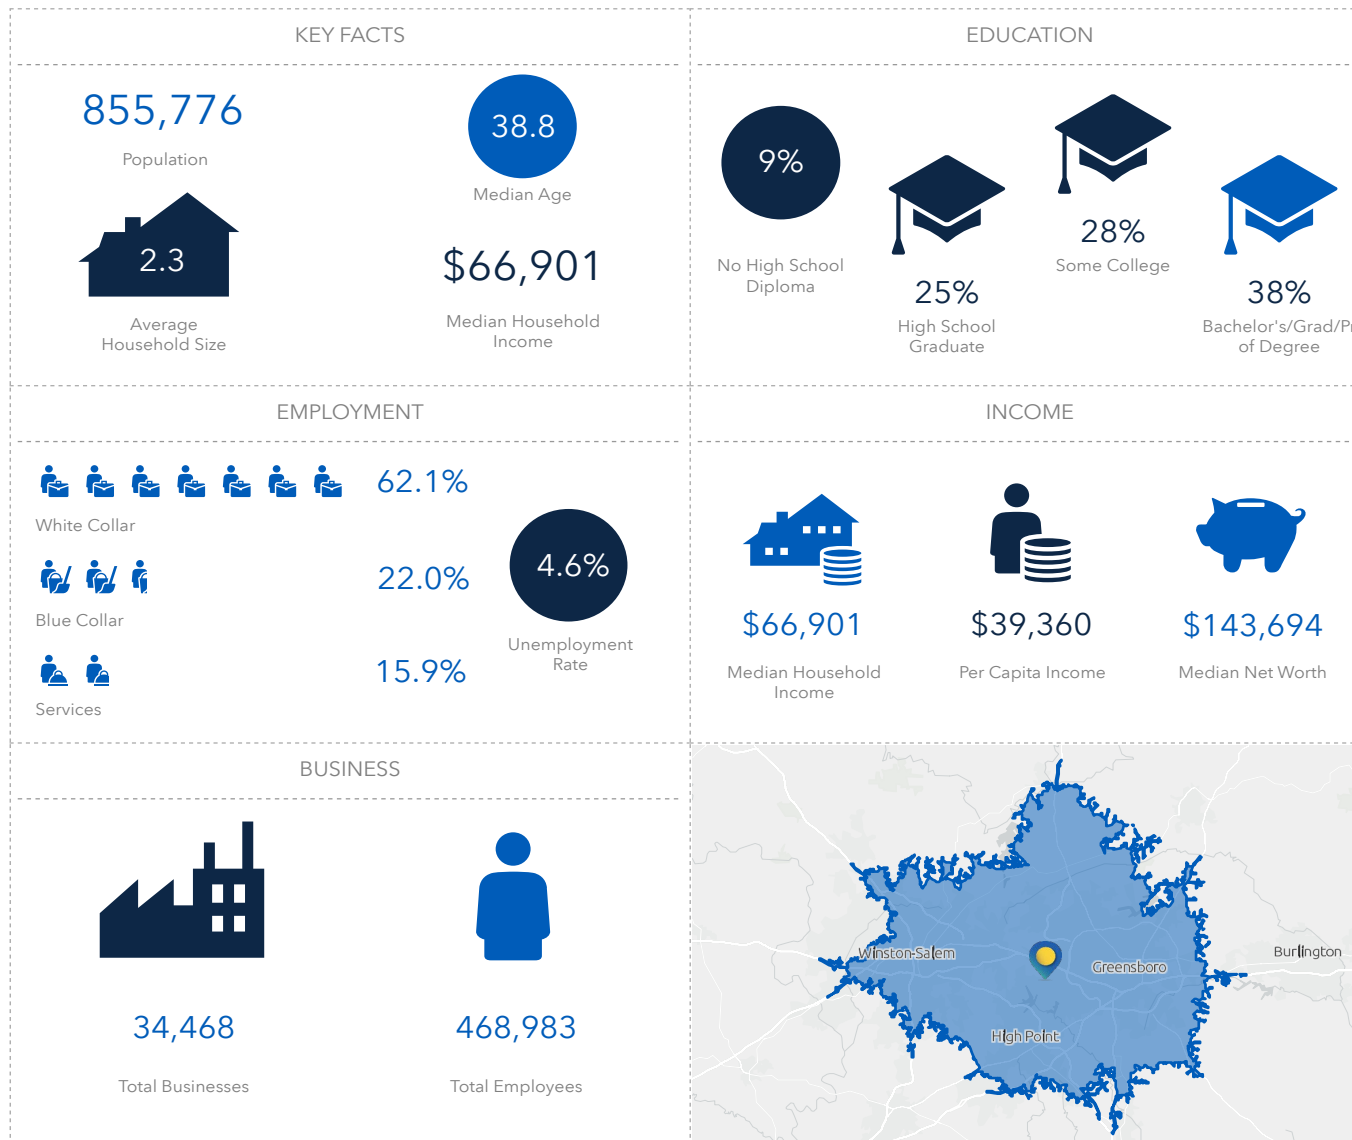 KEY FACTS
855,776
Population
38.8
Median Age
2.3
Average
Household Size
$66,901
Median Household
Income
EDUCATION
9%
No High School
Diploma
25%
High School
Graduate
28%
Some College
38%
Bachelor's/Grad/Pr
of Degree
EMPLOYMENT
62.1%
White Collar
22.0%
Blue Collar
15.9%
Services
4.6%
Unemployment
Rate
INCOME
$66,901
Median Household
Income
$39,360
Per Capita Income
$143,694
Median Net Worth
BUSINESS
34,468
Total Businesses
468,983
Total Employees
Winston-Salem
Greensboro
Burlington
High Point